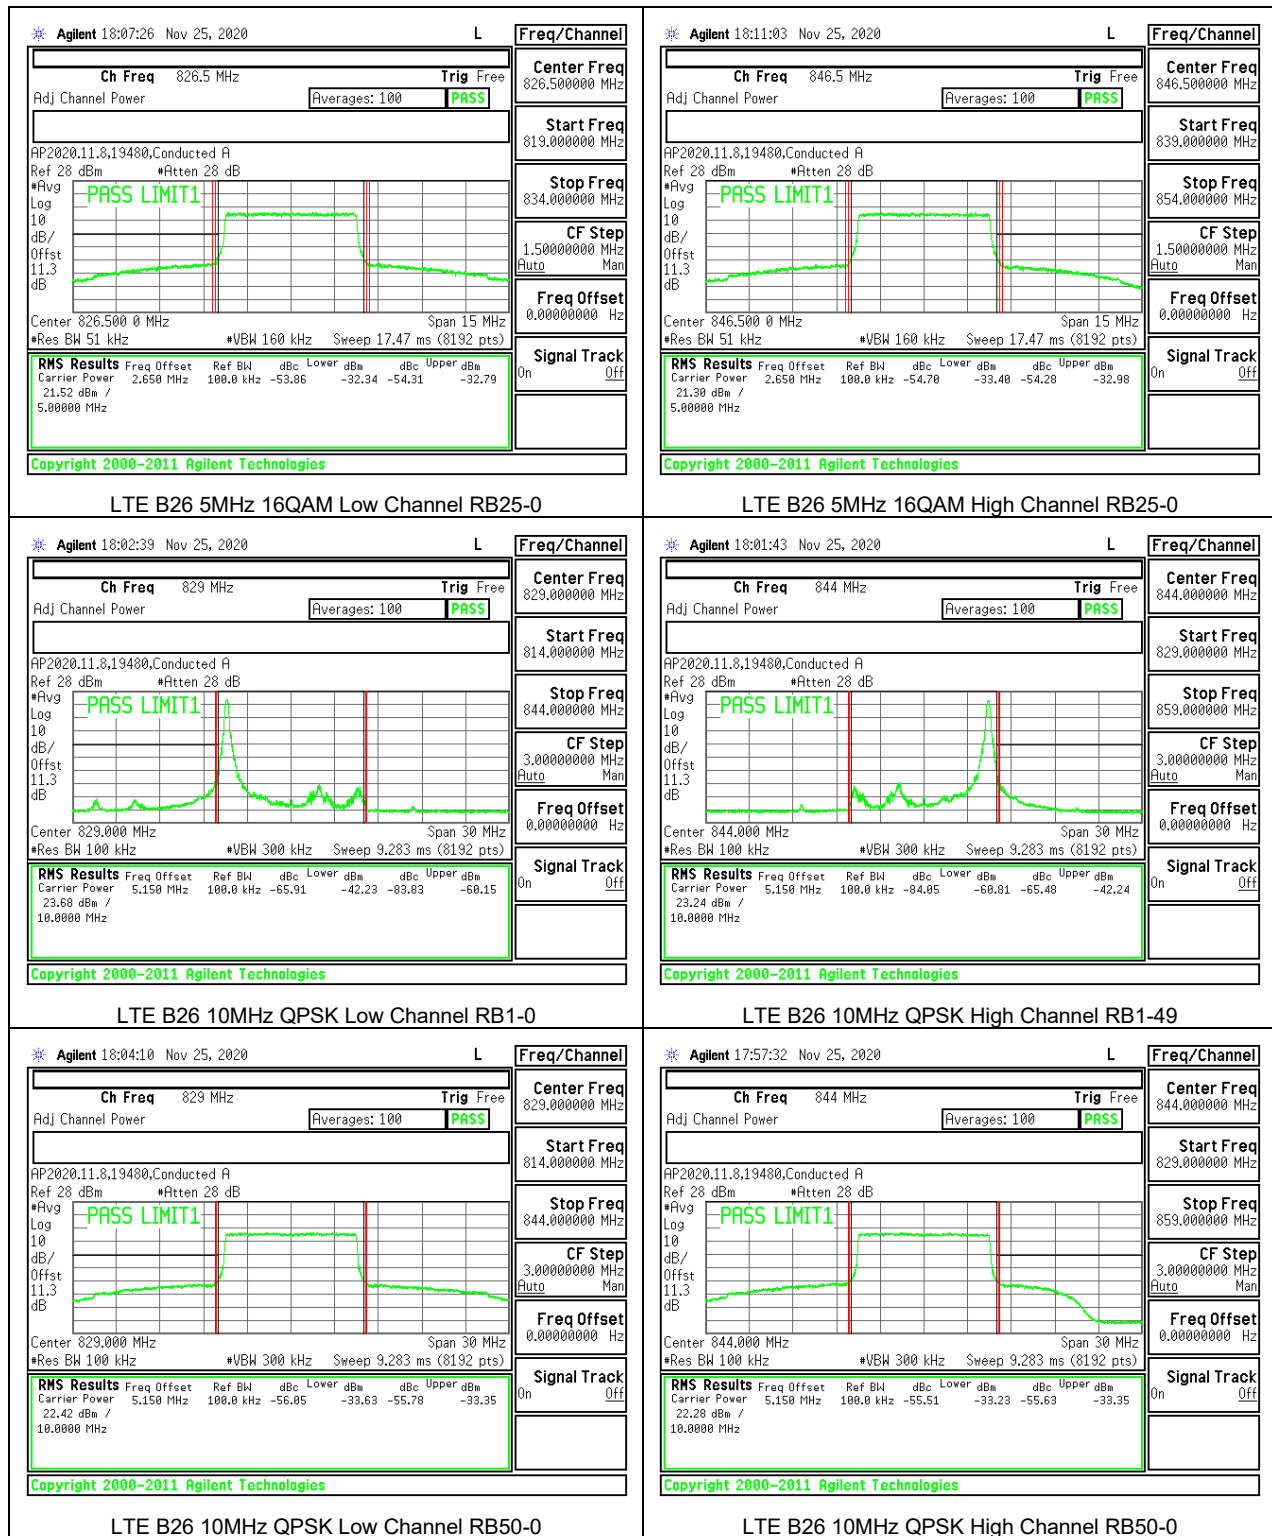 Agilent 18:07:26 Nov 25, 2020 L Freq/Channel
Ch Freq 826.5 MHz Trig Free
Adj Channel Power Averages: 100 PASS
AP2020.11.8,19480,Conducted A
Ref 28 dBm #Atten 28 dB
#Avg
Log
10
dB/
Offst
11.3
dB
PASS LIMIT1
Center 826.500 0 MHz Span 15 MHz
#Res BW 51 kHz #VBW 160 kHz Sweep 17.47 ms (8192 pts)
RMS Results Freq Offset Ref BW dBc Lower dBm dBc Upper dBm
Carrier Power 2.650 MHz 100.0 kHz -53.86 -32.34 -54.31 -32.79
21.52 dBm /
5.00000 MHz
Center Freq
826.500000 MHz
Start Freq
819.000000 MHz
Stop Freq
834.000000 MHz
CF Step
1.50000000 MHz
Auto Man
Freq Offset
0.00000000 Hz
Signal Track
On Off
Copyright 2000-2011 Agilent Technologies
LTE B26 5MHz 16QAM Low Channel RB25-0
Agilent 18:11:03 Nov 25, 2020 L Freq/Channel
Ch Freq 846.5 MHz Trig Free
Adj Channel Power Averages: 100 PASS
AP2020.11.8,19480,Conducted A
Ref 28 dBm #Atten 28 dB
#Avg
Log
10
dB/
Offst
11.3
dB
PASS LIMIT1
Center 846.500 0 MHz Span 15 MHz
#Res BW 51 kHz #VBW 160 kHz Sweep 17.47 ms (8192 pts)
RMS Results Freq Offset Ref BW dBc Lower dBm dBc Upper dBm
Carrier Power 2.650 MHz 100.0 kHz -54.70 -33.40 -54.28 -32.98
21.30 dBm /
5.00000 MHz
Center Freq
846.500000 MHz
Start Freq
839.000000 MHz
Stop Freq
854.000000 MHz
CF Step
1.50000000 MHz
Auto Man
Freq Offset
0.00000000 Hz
Signal Track
On Off
Copyright 2000-2011 Agilent Technologies
LTE B26 5MHz 16QAM High Channel RB25-0
Agilent 18:02:39 Nov 25, 2020 L Freq/Channel
Ch Freq 829 MHz Trig Free
Adj Channel Power Averages: 100 PASS
AP2020.11.8,19480,Conducted A
Ref 28 dBm #Atten 28 dB
#Avg
Log
10
dB/
Offst
11.3
dB
PASS LIMIT1
Center 829.000 MHz Span 30 MHz
#Res BW 100 kHz #VBW 300 kHz Sweep 9.283 ms (8192 pts)
RMS Results Freq Offset Ref BW dBc Lower dBm dBc Upper dBm
Carrier Power 5.150 MHz 100.0 kHz -65.91 -42.23 -83.83 -60.15
23.68 dBm /
10.0000 MHz
Center Freq
829.000000 MHz
Start Freq
814.000000 MHz
Stop Freq
844.000000 MHz
CF Step
3.00000000 MHz
Auto Man
Freq Offset
0.00000000 Hz
Signal Track
On Off
Copyright 2000-2011 Agilent Technologies
LTE B26 10MHz QPSK Low Channel RB1-0
Agilent 18:01:43 Nov 25, 2020 L Freq/Channel
Ch Freq 844 MHz Trig Free
Adj Channel Power Averages: 100 PASS
AP2020.11.8,19480,Conducted A
Ref 28 dBm #Atten 28 dB
#Avg
Log
10
dB/
Offst
11.3
dB
PASS LIMIT1
Center 844.000 MHz Span 30 MHz
#Res BW 100 kHz #VBW 300 kHz Sweep 9.283 ms (8192 pts)
RMS Results Freq Offset Ref BW dBc Lower dBm dBc Upper dBm
Carrier Power 5.150 MHz 100.0 kHz -84.05 -60.81 -65.48 -42.24
23.24 dBm /
10.0000 MHz
Center Freq
844.000000 MHz
Start Freq
829.000000 MHz
Stop Freq
859.000000 MHz
CF Step
3.00000000 MHz
Auto Man
Freq Offset
0.00000000 Hz
Signal Track
On Off
Copyright 2000-2011 Agilent Technologies
LTE B26 10MHz QPSK High Channel RB1-49
Agilent 18:04:10 Nov 25, 2020 L Freq/Channel
Ch Freq 829 MHz Trig Free
Adj Channel Power Averages: 100 PASS
AP2020.11.8,19480,Conducted A
Ref 28 dBm #Atten 28 dB
#Avg
Log
10
dB/
Offst
11.3
dB
PASS LIMIT1
Center 829.000 MHz Span 30 MHz
#Res BW 100 kHz #VBW 300 kHz Sweep 9.283 ms (8192 pts)
RMS Results Freq Offset Ref BW dBc Lower dBm dBc Upper dBm
Carrier Power 5.150 MHz 100.0 kHz -56.05 -33.63 -55.78 -33.35
22.42 dBm /
10.0000 MHz
Center Freq
829.000000 MHz
Start Freq
814.000000 MHz
Stop Freq
844.000000 MHz
CF Step
3.00000000 MHz
Auto Man
Freq Offset
0.00000000 Hz
Signal Track
On Off
Copyright 2000-2011 Agilent Technologies
LTE B26 10MHz QPSK Low Channel RB50-0
Agilent 17:57:32 Nov 25, 2020 L Freq/Channel
Ch Freq 844 MHz Trig Free
Adj Channel Power Averages: 100 PASS
AP2020.11.8,19480,Conducted A
Ref 28 dBm #Atten 28 dB
#Avg
Log
10
dB/
Offst
11.3
dB
PASS LIMIT1
Center 844.000 MHz Span 30 MHz
#Res BW 100 kHz #VBW 300 kHz Sweep 9.283 ms (8192 pts)
RMS Results Freq Offset Ref BW dBc Lower dBm dBc Upper dBm
Carrier Power 5.150 MHz 100.0 kHz -55.51 -33.23 -55.63 -33.35
22.28 dBm /
10.0000 MHz
Center Freq
844.000000 MHz
Start Freq
829.000000 MHz
Stop Freq
859.000000 MHz
CF Step
3.00000000 MHz
Auto Man
Freq Offset
0.00000000 Hz
Signal Track
On Off
Copyright 2000-2011 Agilent Technologies
LTE B26 10MHz QPSK High Channel RB50-0